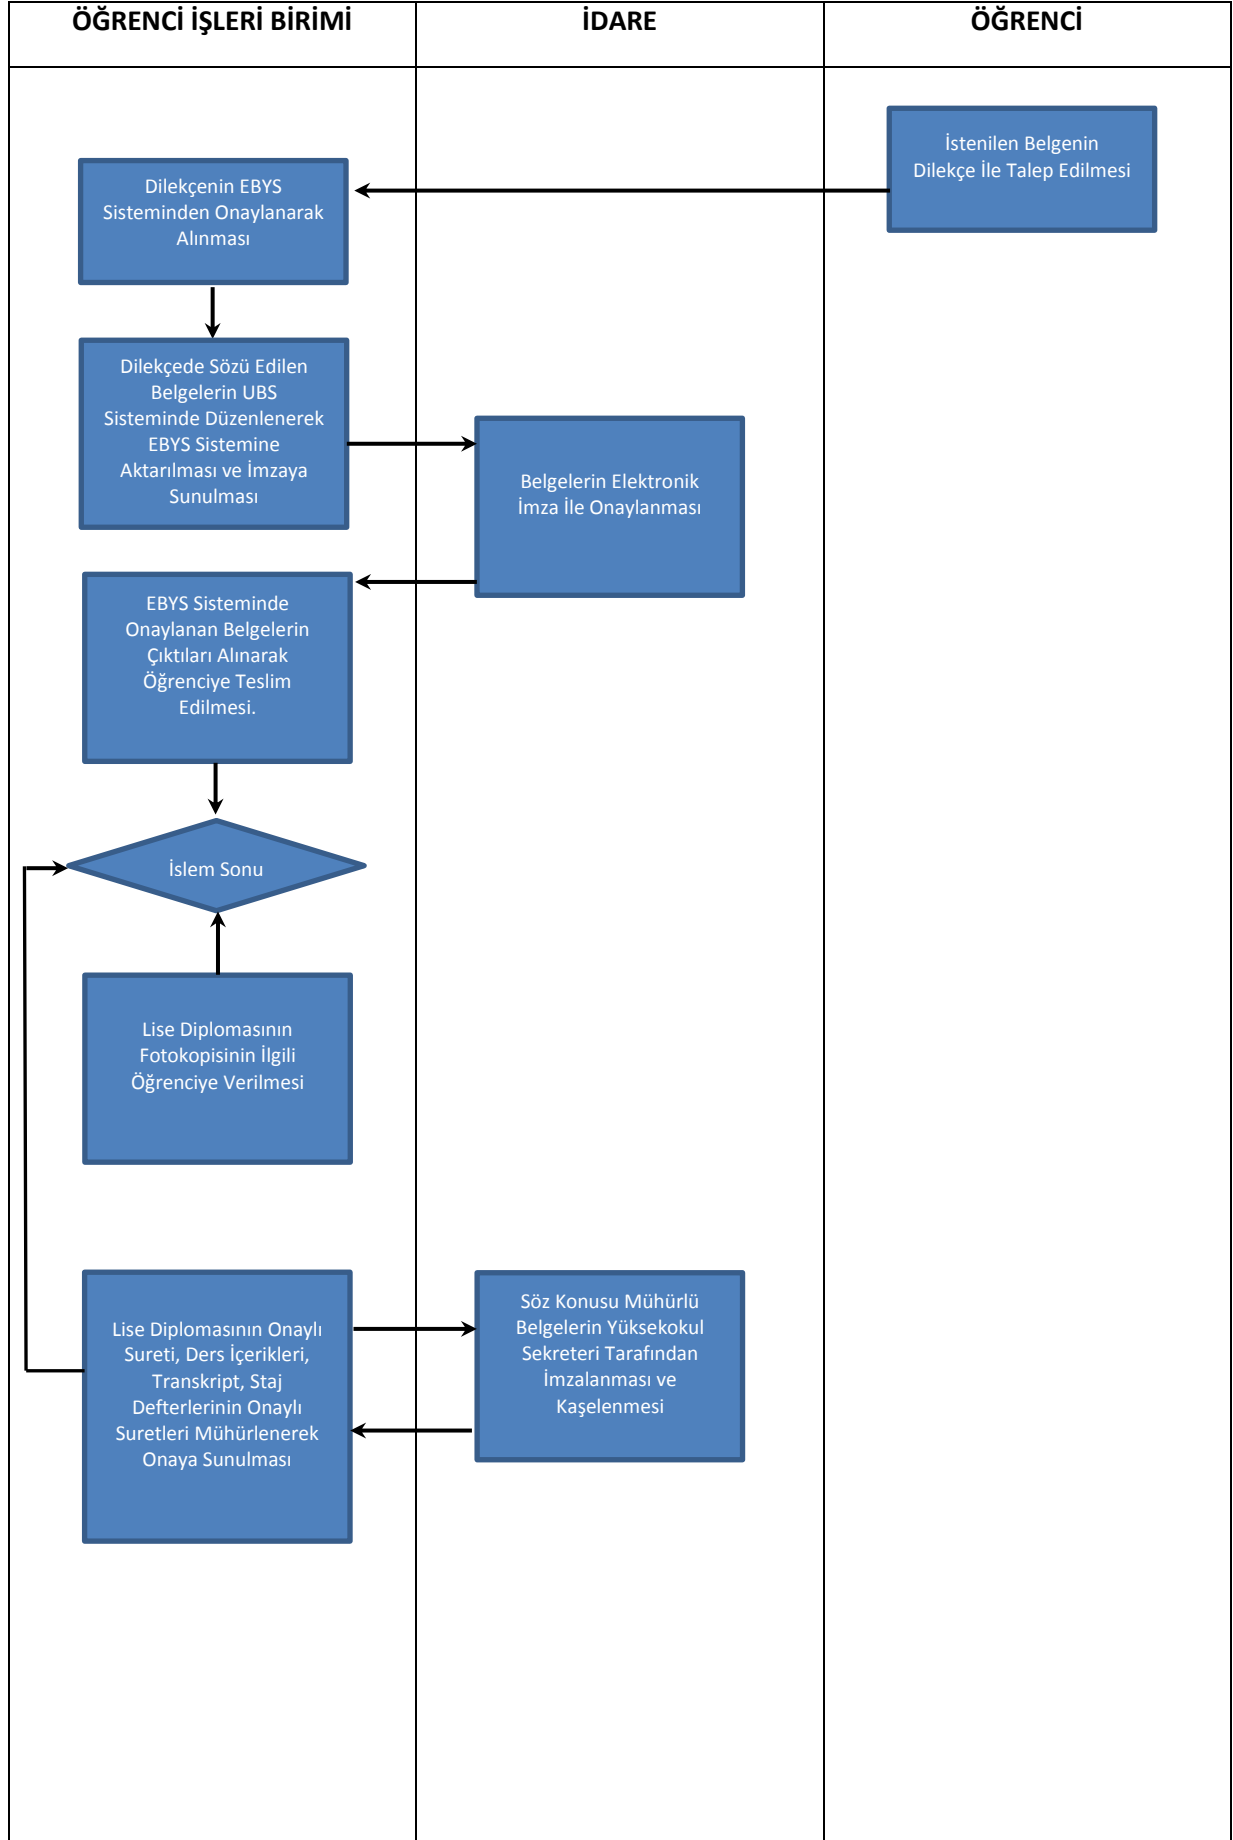 ÖĞRENCİ İŞLERİ BİRİMİ
İDARE
ÖĞRENCİ
İstenilen Belgenin
Dilekçe İle Talep Edilmesi
Dilekçenin EBYS
Sisteminden Onaylanarak
Alınması
Dilekçede Sözü Edilen
Belgelerin UBS
Sisteminde Düzenlenerek
EBYS Sistemine
Aktarılması ve İmzaya
Sunulması
Belgelerin Elektronik
İmza İle Onaylanması
EBYS Sisteminde
Onaylanan Belgelerin
Çıktıları Alınarak
Öğrenciye Teslim
Edilmesi.
İslem Sonu
Lise Diplomasının
Fotokopisinin İlgili
Öğrenciye Verilmesi
Lise Diplomasının Onaylı
Sureti, Ders İçerikleri,
Transkript, Staj
Defterlerinin Onaylı
Suretleri Mühürlenerek
Onaya Sunulması
Söz Konusu Mühürlü
Belgelerin Yüksekokul
Sekreteri Tarafından
İmzalanması ve
Kaşelenmesi